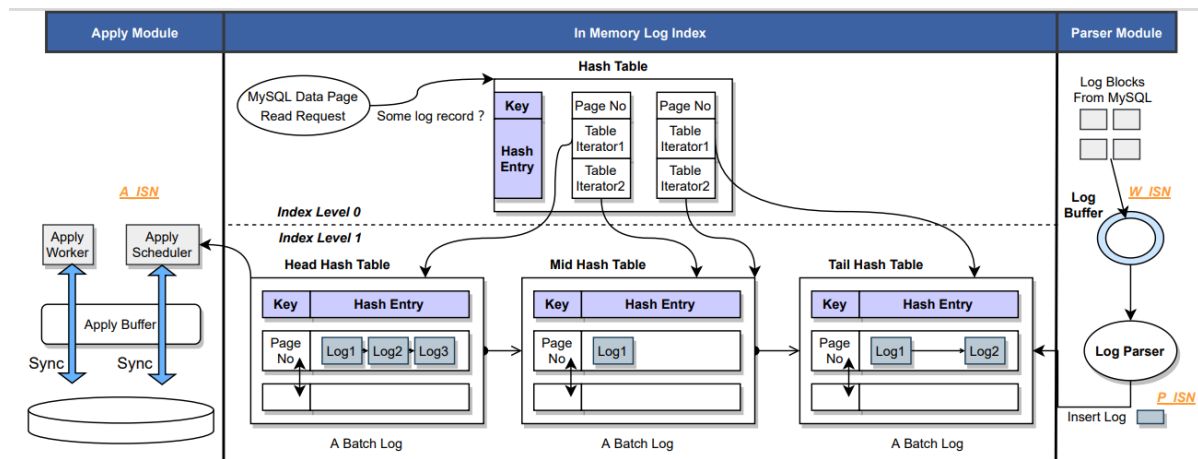 Apply Module
In Memory Log Index
Parser Module
Hash Table
MySQL Data Page
Read Request
Some log record ?
Key
Hash
Entry
Page No
Table
Iterator1
Table
Iterator2
Page No
Table
Iterator1
Table
Iterator2
Index Level 0
Index Level 1
A_ISN
Apply
Worker
Apply
Scheduler
Apply Buffer
Sync
Sync
Head Hash Table
Key
Hash Entry
Page
No
Log1
Log2
Log3
A Batch Log
Mid Hash Table
Key
Hash Entry
Page
No
Log1
A Batch Log
Tail Hash Table
Key
Hash Entry
Page
No
Log1
Log2
A Batch Log
Log Blocks
From MySQL
Log
Buffer
W_ISN
Log Parser
P_ISN
Insert Log